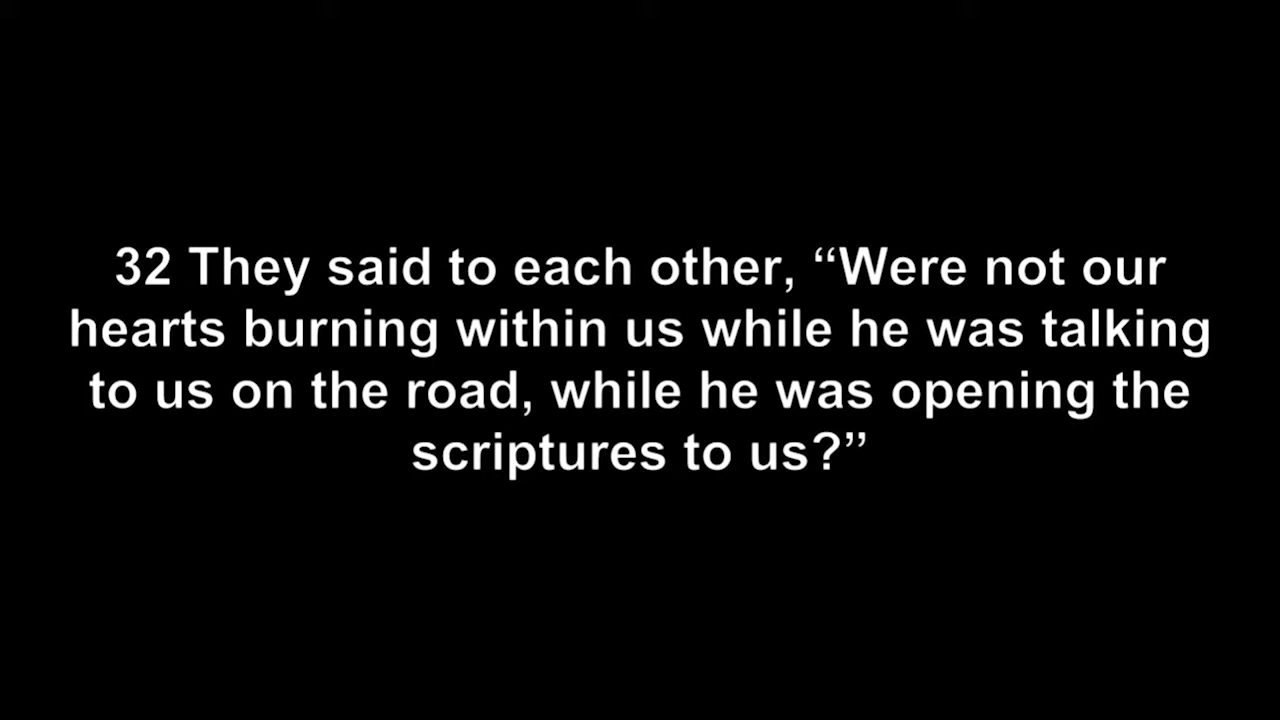 32 They said to each other, “Were not our
hearts burning within us while he was talking
to us on the road, while he was opening the
scriptures to us?”